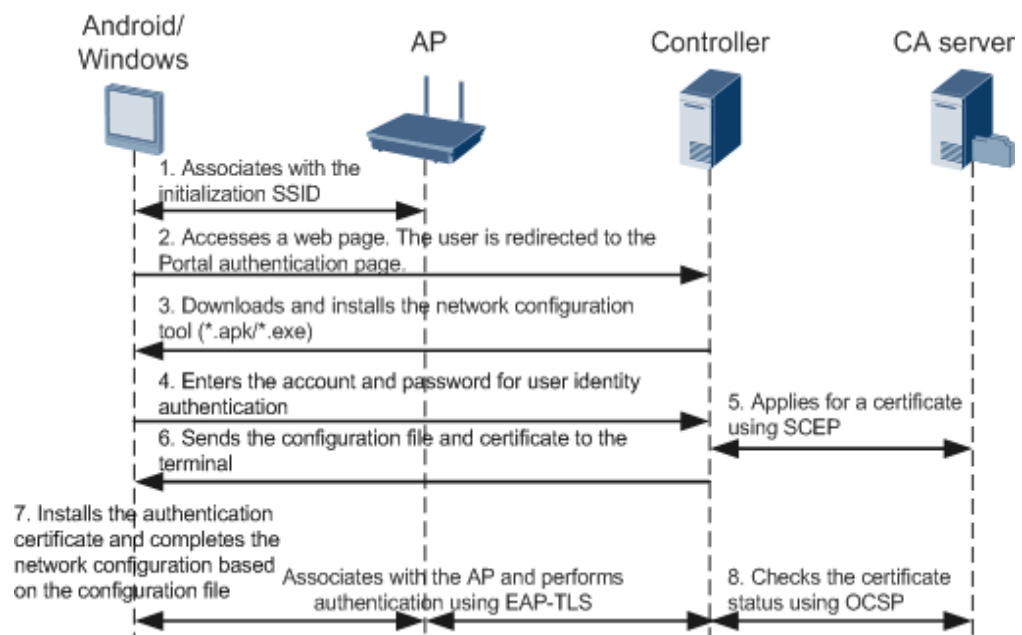 Android/
Windows
AP
Controller
CA server
1. Associates with the
initialization SSID
2. Accesses a web page. The user is redirected to the
Portal authentication page.
3. Downloads and installs the network configuration
tool (*.apk/*.exe)
4. Enters the account and password for user identity
authentication
5. Applies for a certificate
using SCEP
6. Sends the configuration file and certificate to the
terminal
7. Installs the authentication
certificate and completes the
network configuration based
on the configuration file
Associates with the AP and performs
authentication using EAP-TLS
8. Checks the certificate
status using OCSP